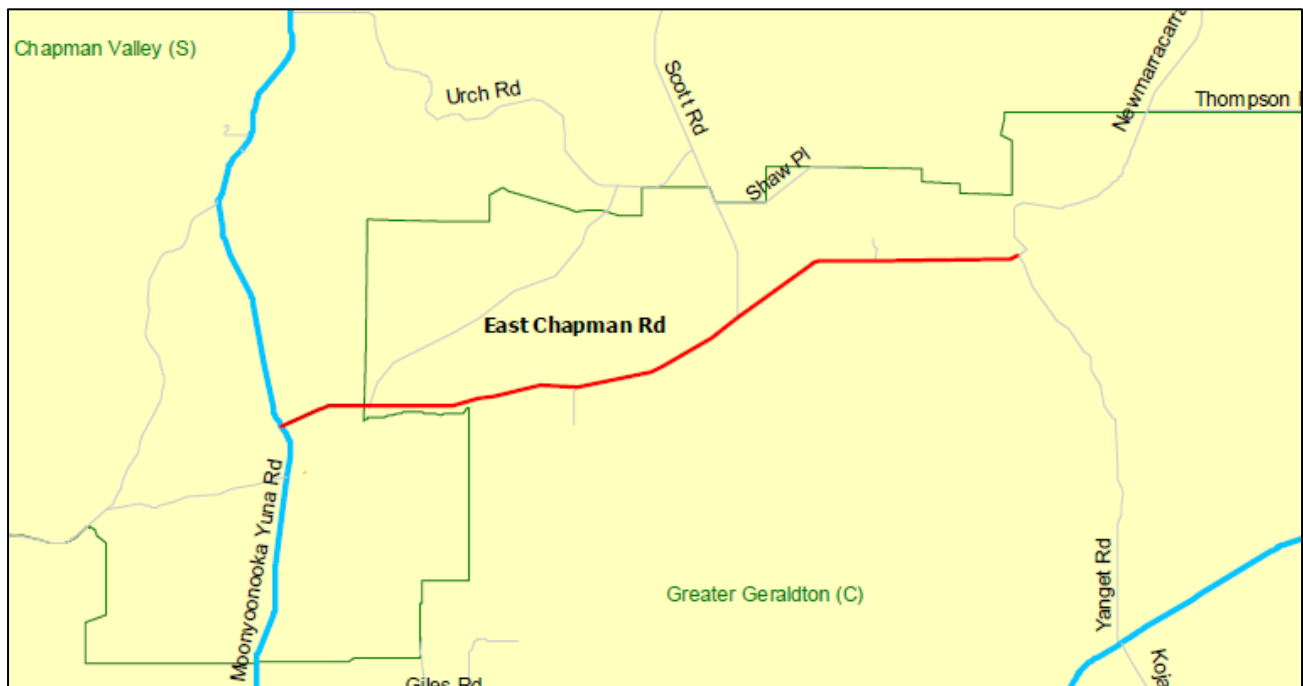 Chapman Valley (S)
Urch Rd
Scott Rd
Newmarracarra
Thompson
Shaw Pl
East Chapman Rd
Moonyoonooka Yuna Rd
Greater Geraldton (C)
Yanget Rd
Giles Rd
Koja